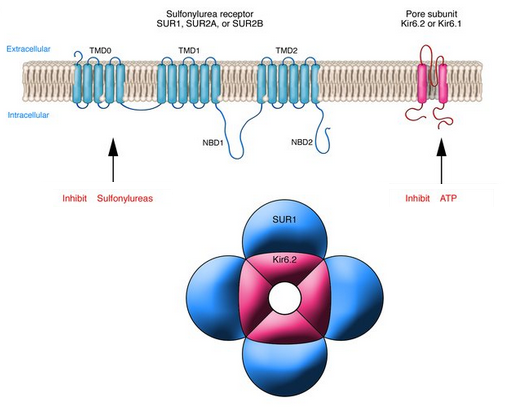 Sulfonylurea receptor
SUR1, SUR2A, or SUR2B
Pore subunit
Kir6.2 or Kir6.1
Extracellular
TMD0
TMD1
TMD2
Intracellular
NBD1
NBD2
Inhibit Sulfonylureas
Inhibit ATP
SUR1
Kir6.2